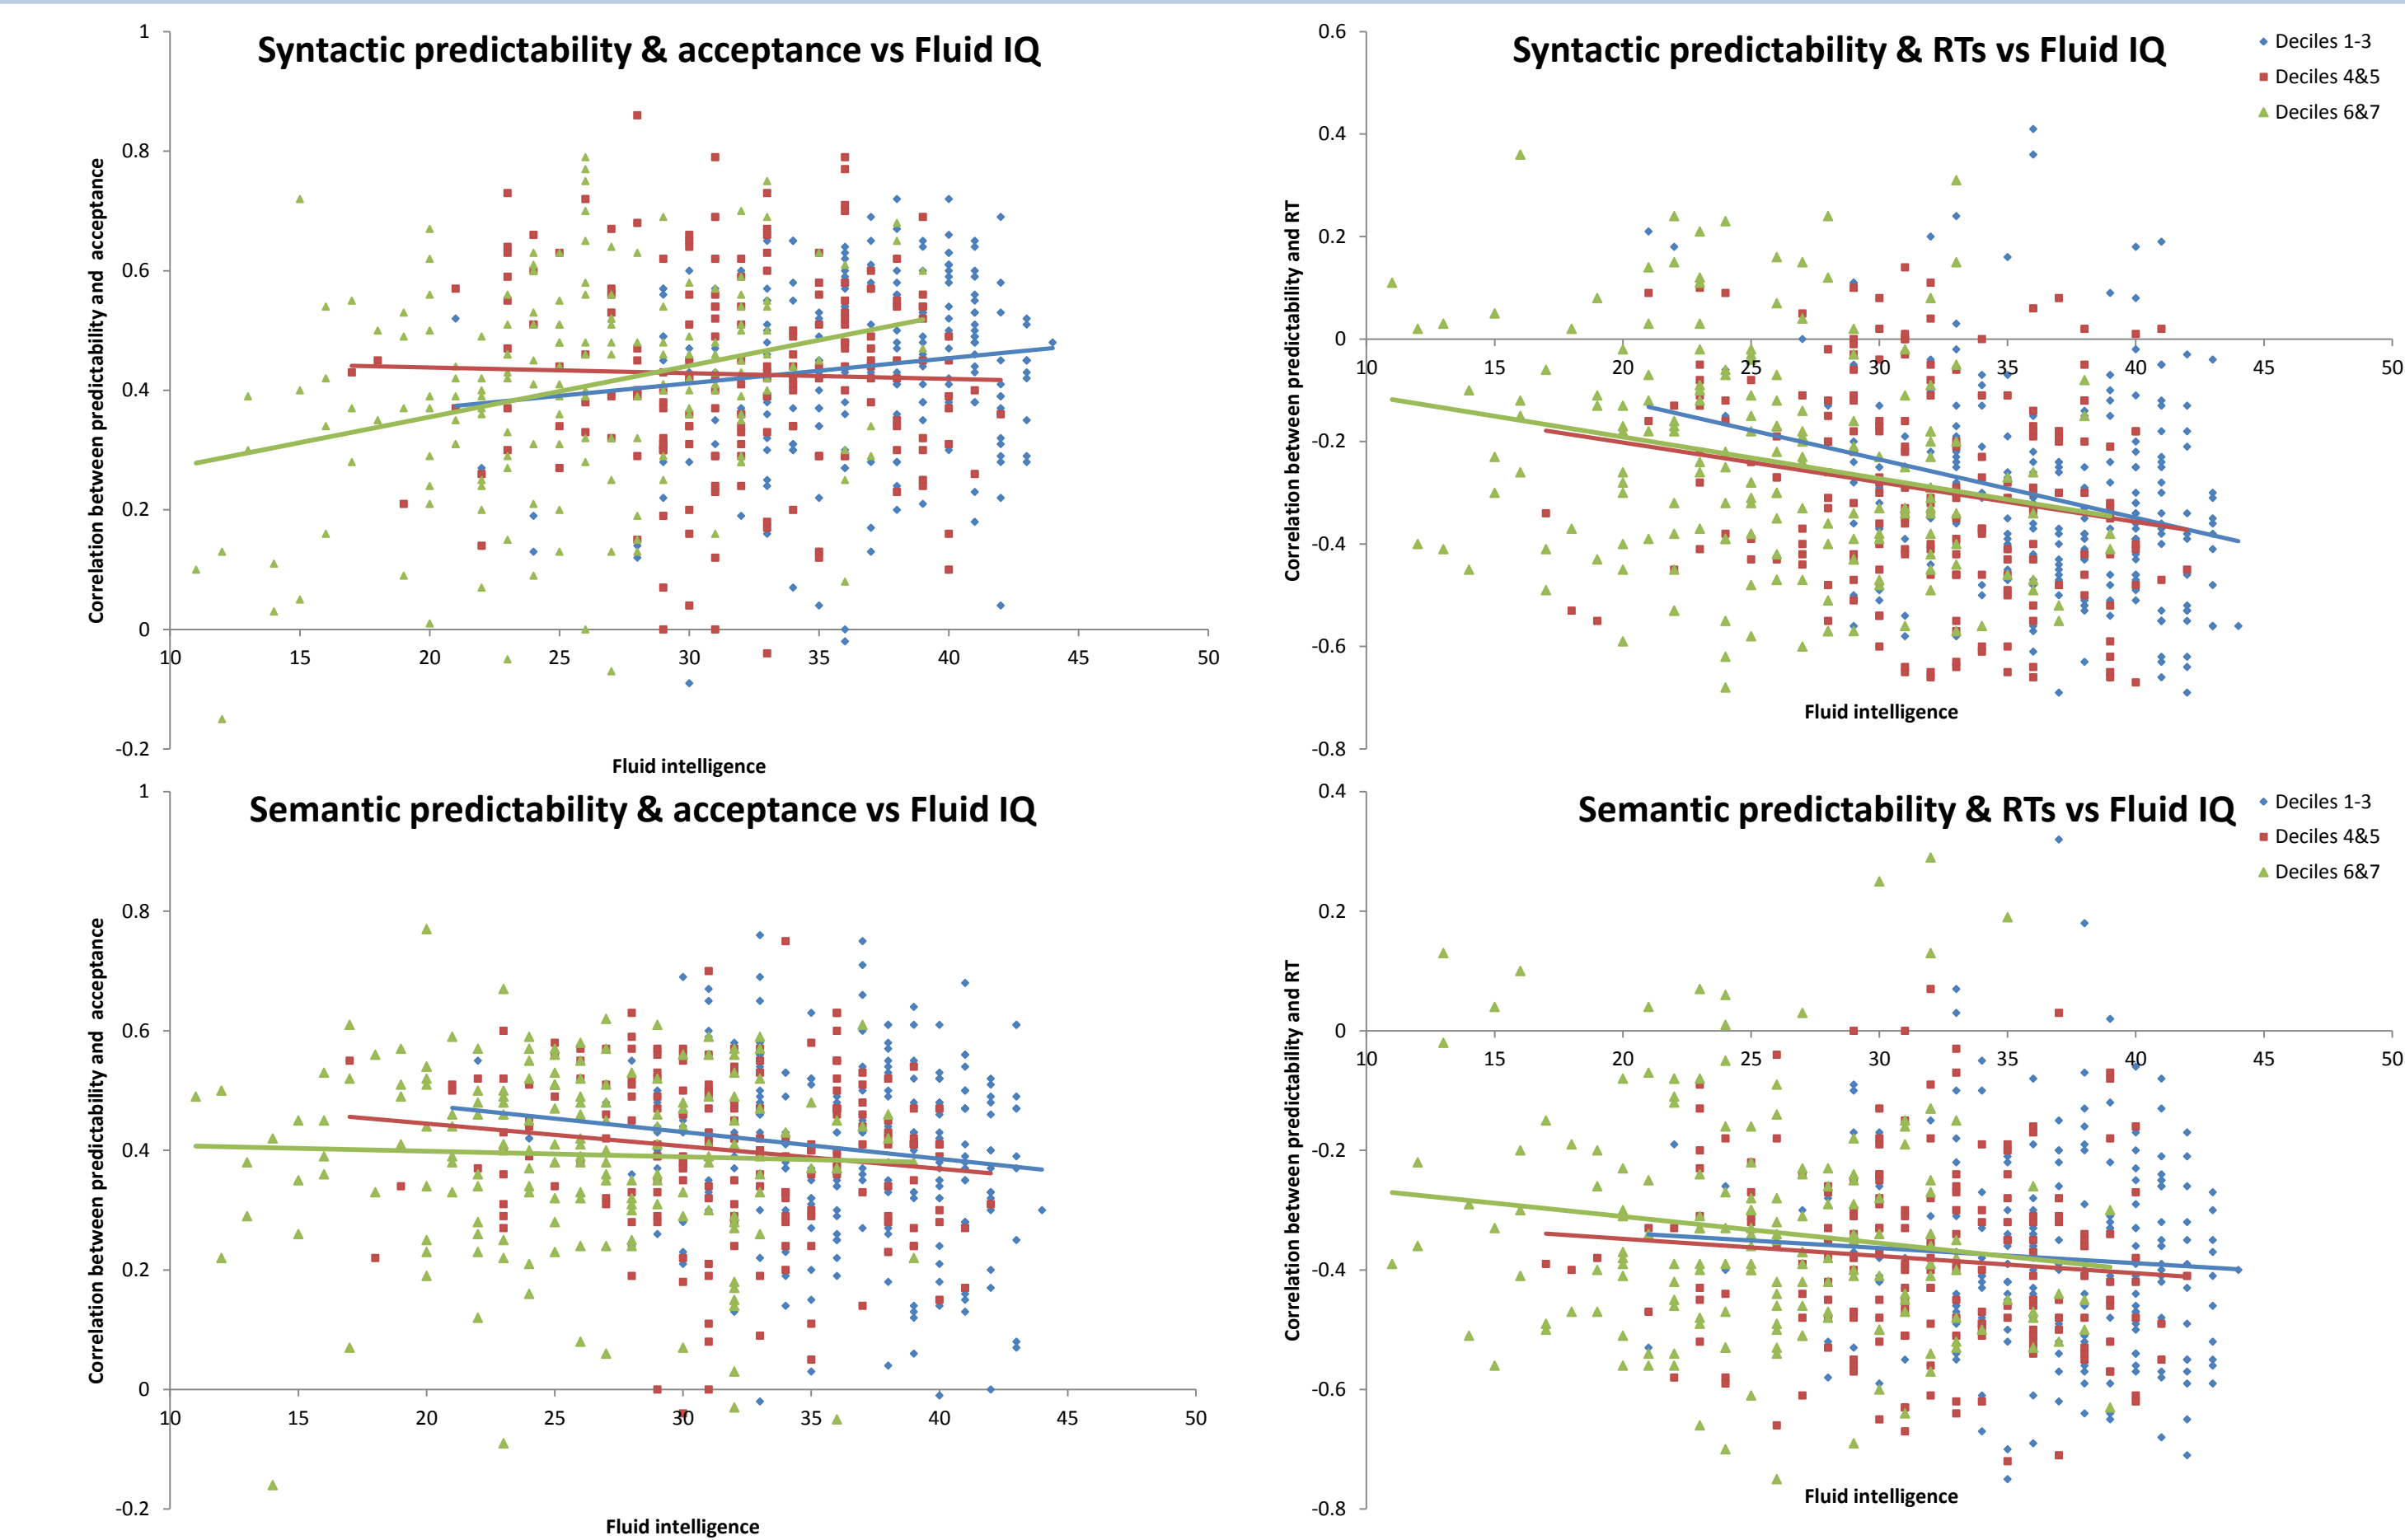 Syntactic predictability & acceptance vs Fluid IQ
Correlation between predictability and acceptance
1
0.8
0.6
0.4
0.2
0
-0.2
10 15 20 25 30 35 40 45 50
Fluid intelligence
Syntactic predictability & RTs vs Fluid IQ
Deciles 1-3
Deciles 4&5
Deciles 6&7
Correlation between predictability and RT
0.6
0.4
0.2
0
-0.2
-0.4
-0.6
-0.8
10 15 20 25 30 35 40 45 50
Fluid intelligence
Semantic predictability & acceptance vs Fluid IQ
Correlation between predictability and acceptance
1
0.8
0.6
0.4
0.2
0
-0.2
10 15 20 25 30 35 40 45 50
Fluid intelligence
Semantic predictability & RTs vs Fluid IQ
Deciles 1-3
Deciles 4&5
Deciles 6&7
Correlation between predictability and RT
0.4
0.2
0
-0.2
-0.4
-0.6
-0.8
10 15 20 25 30 35 40 45 50
Fluid intelligence